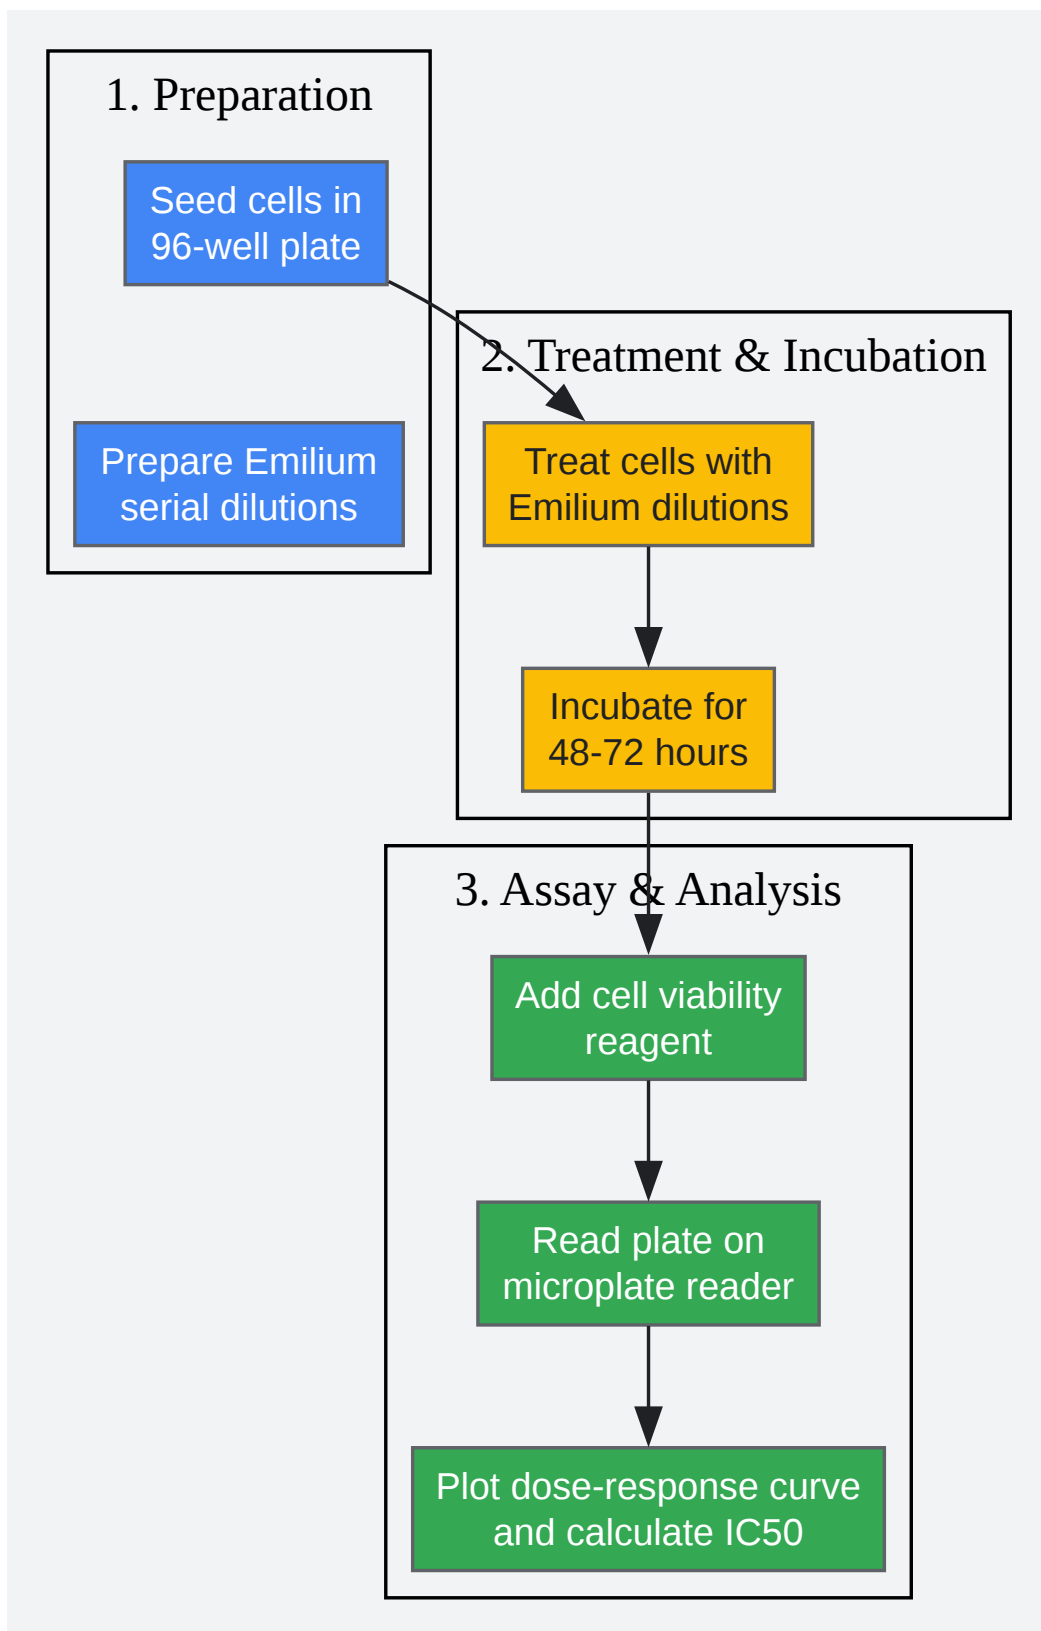 1. Preparation
Seed cells in
96-well plate
Prepare Emilium
serial dilutions
2. Treatment & Incubation
Treat cells with
Emilium dilutions
Incubate for
48-72 hours
3. Assay & Analysis
Add cell viability
reagent
Read plate on
microplate reader
Plot dose-response curve
and calculate IC50